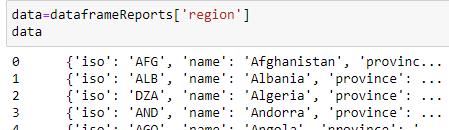 data=dataframeReports['region']
data
0 {'iso': 'AFG', 'name': 'Afghanistan', 'provinc...
1 {'iso': 'ALB', 'name': 'Albania', 'province': ...
2 {'iso': 'DZA', 'name': 'Algeria', 'province': ...
3 {'iso': 'AND', 'name': 'Andorra', 'province': ...
4 {'iso': 'AGO', 'name': 'Angola', 'province': ...